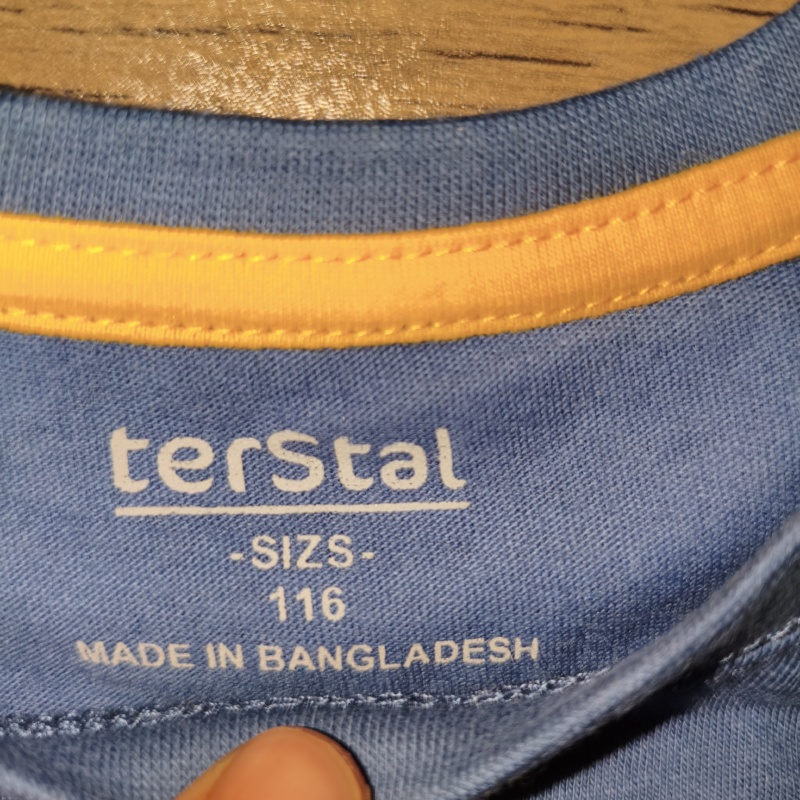 terStal
-SIZS-
116
MADE IN BANGLADESH